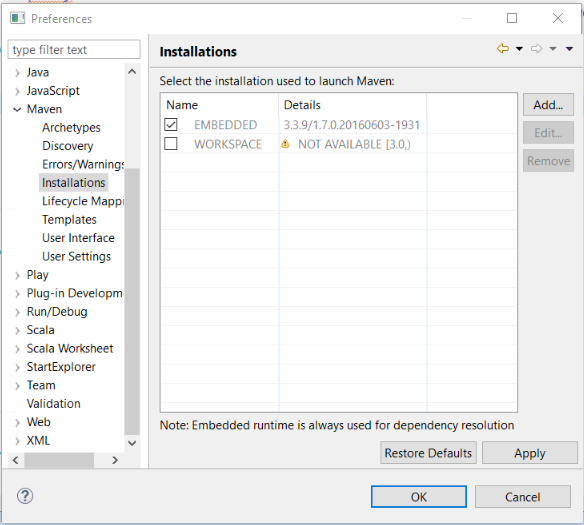 Preferences
type filter text
Installations
Java
JavaScript
Maven
Archetypes
Discovery
Errors/Warnings
Installations
Lifecycle Mappi
Templates
User Interface
User Settings
Play
Plug-in Developm
Run/Debug
Scala
Scala Worksheet
StartExplorer
Team
Validation
Web
XML
Select the installation used to launch Maven:
Name Details
EMBEDDED 3.3.9/1.7.0.20160603-1931
WORKSPACE NOT AVAILABLE [3.0,)
Add...
Edit...
Remove
Note: Embedded runtime is always used for dependency resolution
Restore Defaults Apply
? OK Cancel